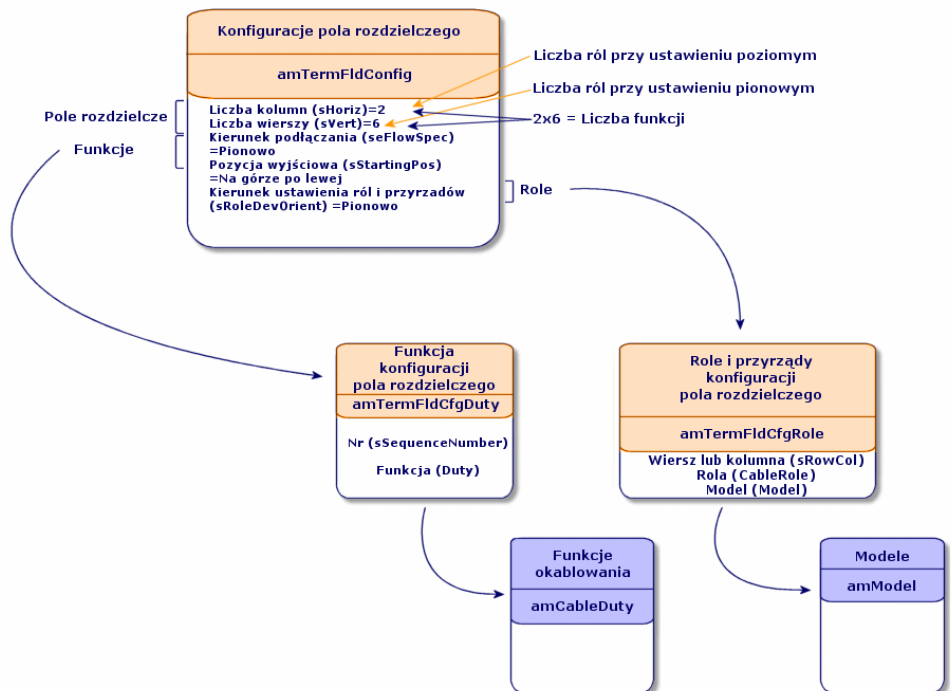 Konfiguracje pola rozdzielczego
amTermFldConfig
Liczba kolumn (sHoriz)=2
Liczba wierszy (sVert)=6
Kierunek podłączania (seFlowSpec)
=Pionowo
Pozycja wyjściowa (sStartingPos)
=Na górze po lewej
Kierunek ustawienia ról i przyrzadów
(sRoleDevOrient) =Pionowo
Pole rozdzielcze
Funkcje
Liczba ról przy ustawieniu poziomym
Liczba ról przy ustawieniu pionowym
2x6 = Liczba funkcji
Role
Funkcja
konfiguracji
pola rozdzielczego
amTermFldCfgDuty
Nr (sSequenceNumber)
Funkcja (Duty)
Role i przyrządy
konfiguracji
pola rozdzielczego
amTermFldCfgRole
Wiersz lub kolumna (sRowCol)
Rola (CableRole)
Model (Model)
Funkcje
okablowania
amCableDuty
Modele
amModel